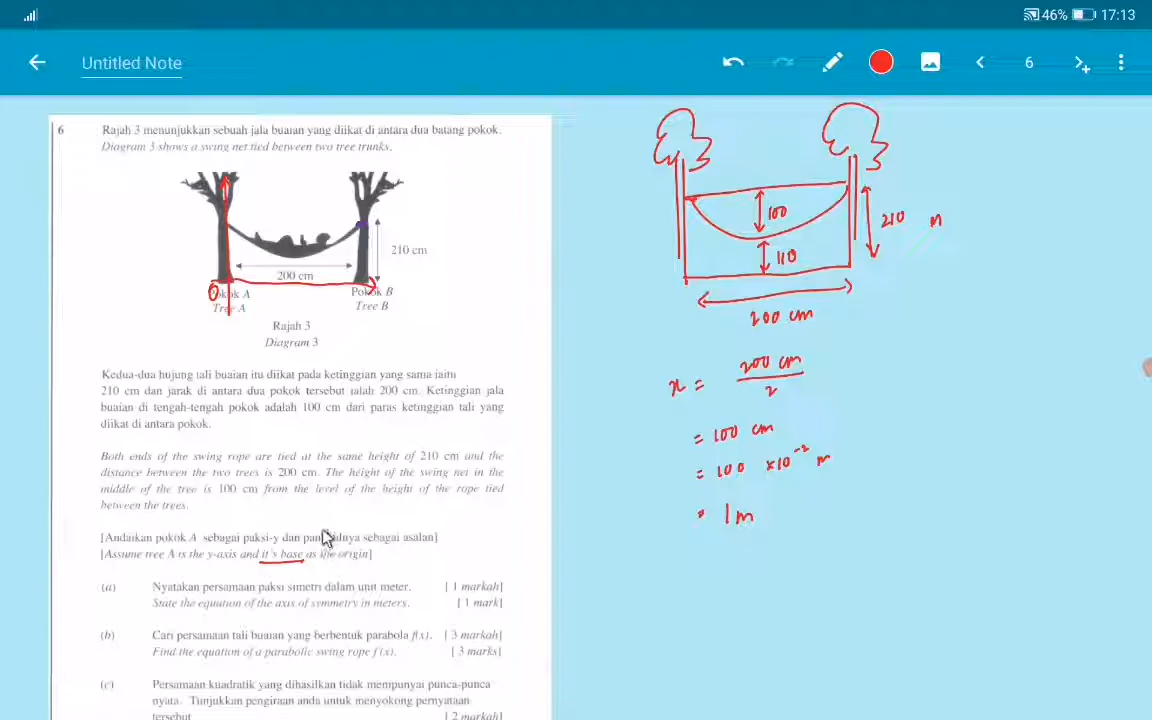 46% 17:13
Untitled Note
6
6 Rajah 3 menunjukkan sebuah jala buaian yang diikat di antara dua batang pokok.
Diagram 3 shows a swing net tied between two tree trunks.
210 cm
200 cm
0
Pokok A
Tree A
Pokok B
Tree B
Rajah 3
Diagram 3
Kedua-dua hujung tali buaian itu diikat pada ketinggian yang sama iaitu
210 cm dan jarak di antara dua pokok tersebut ialah 200 cm. Ketinggian jala
buaian di tengah-tengah pokok adalah 100 cm dari paras ketinggian tali yang
diikat di antara pokok.
Both ends of the swing rope are tied at the same height of 210 cm and the
distance between the two trees is 200 cm. The height of the swing net in the
middle of the tree is 100 cm from the level of the height of the rope tied
between the trees.
[Andaikan pokok A sebagai paksi-y dan pangkalnya sebagai asalan]
[Assume tree A is the y-axis and it's base as the origin]
(a) Nyatakan persamaan paksi simetri dalam unit meter. [ 1 markah]
State the equation of the axis of symmetry in meters. [ 1 mark]
(b) Cari persamaan tali buaian yang berbentuk parabola f(x). [ 3 markah]
Find the equation of a parabolic swing rope f (x). [ 3 marks]
(c) Persamaan kuadratik yang dihasilkan tidak mempunyai punca-punca
nyata. Tunjukkan pengiraan anda untuk menyokong pernyataan
tersebut [ 2 markah]
100
110
210
200 cm
x = 200 cm / 2
= 100 cm
= 100 × 10⁻² m
= 1 m